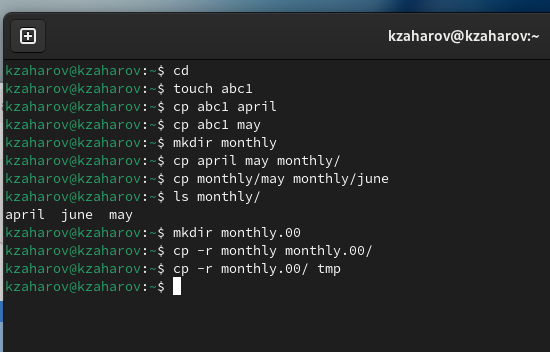 kzaharov@kzaharov:~
kzaharov@kzaharov:~$ cd
kzaharov@kzaharov:~$ touch abc1
kzaharov@kzaharov:~$ cp abc1 april
kzaharov@kzaharov:~$ cp abc1 may
kzaharov@kzaharov:~$ mkdir monthly
kzaharov@kzaharov:~$ cp april may monthly/
kzaharov@kzaharov:~$ cp monthly/may monthly/june
kzaharov@kzaharov:~$ ls monthly/
april  june  may
kzaharov@kzaharov:~$ mkdir monthly.00
kzaharov@kzaharov:~$ cp -r monthly monthly.00/
kzaharov@kzaharov:~$ cp -r monthly.00/ tmp
kzaharov@kzaharov:~$